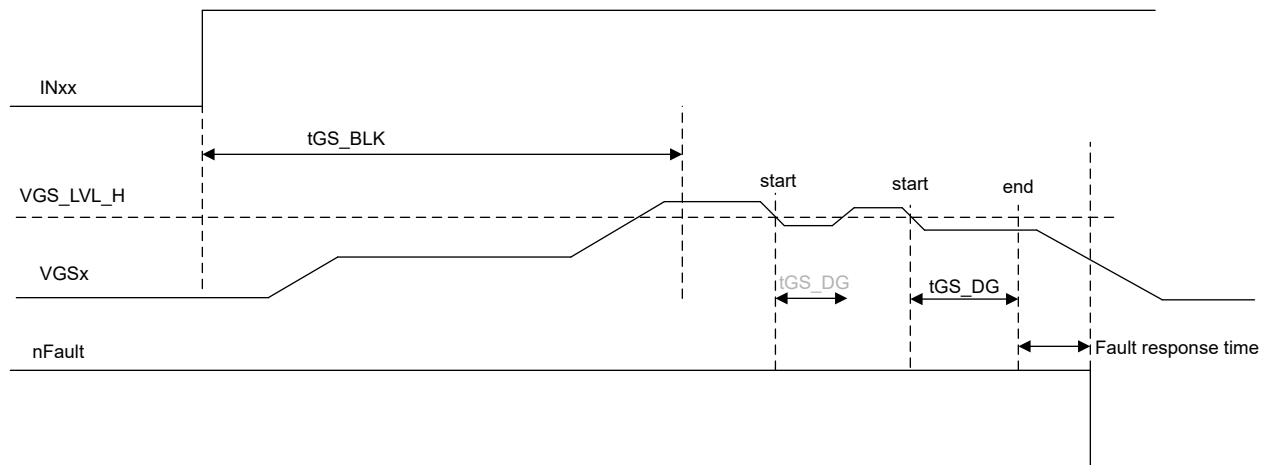 INxx
tGS_BLK
VGS_LVL_H
start
start
end
VGSx
tGS_DG
tGS_DG
nFault
Fault response time